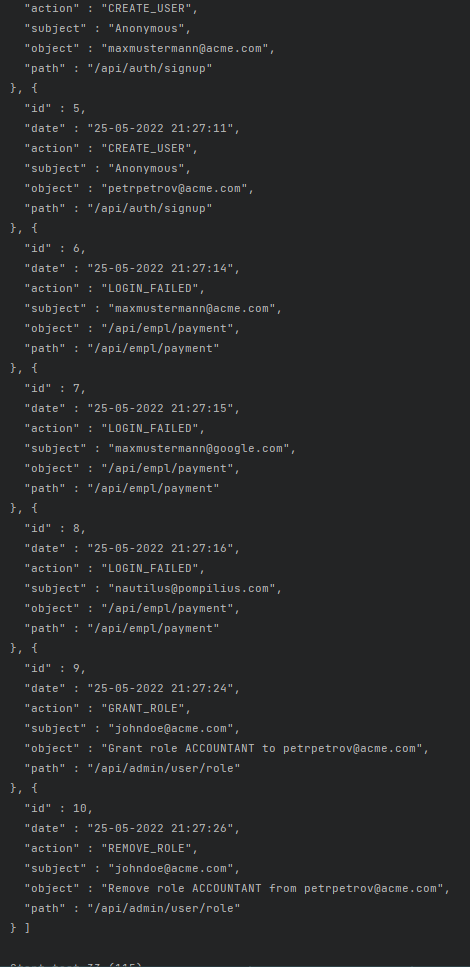 "action" : "CREATE_USER",
"subject" : "Anonymous",
"object" : "maxmustermann@acme.com",
"path" : "/api/auth/signup"
}, {
"id" : 5,
"date" : "25-05-2022 21:27:11",
"action" : "CREATE_USER",
"subject" : "Anonymous",
"object" : "petrpetrov@acme.com",
"path" : "/api/auth/signup"
}, {
"id" : 6,
"date" : "25-05-2022 21:27:14",
"action" : "LOGIN_FAILED",
"subject" : "maxmustermann@acme.com",
"object" : "/api/empl/payment",
"path" : "/api/empl/payment"
}, {
"id" : 7,
"date" : "25-05-2022 21:27:15",
"action" : "LOGIN_FAILED",
"subject" : "maxmustermann@google.com",
"object" : "/api/empl/payment",
"path" : "/api/empl/payment"
}, {
"id" : 8,
"date" : "25-05-2022 21:27:16",
"action" : "LOGIN_FAILED",
"subject" : "nautilus@pompilius.com",
"object" : "/api/empl/payment",
"path" : "/api/empl/payment"
}, {
"id" : 9,
"date" : "25-05-2022 21:27:24",
"action" : "GRANT_ROLE",
"subject" : "johndoe@acme.com",
"object" : "Grant role ACCOUNTANT to petrpetrov@acme.com",
"path" : "/api/admin/user/role"
}, {
"id" : 10,
"date" : "25-05-2022 21:27:26",
"action" : "REMOVE_ROLE",
"subject" : "johndoe@acme.com",
"object" : "Remove role ACCOUNTANT from petrpetrov@acme.com",
"path" : "/api/admin/user/role"
} ]